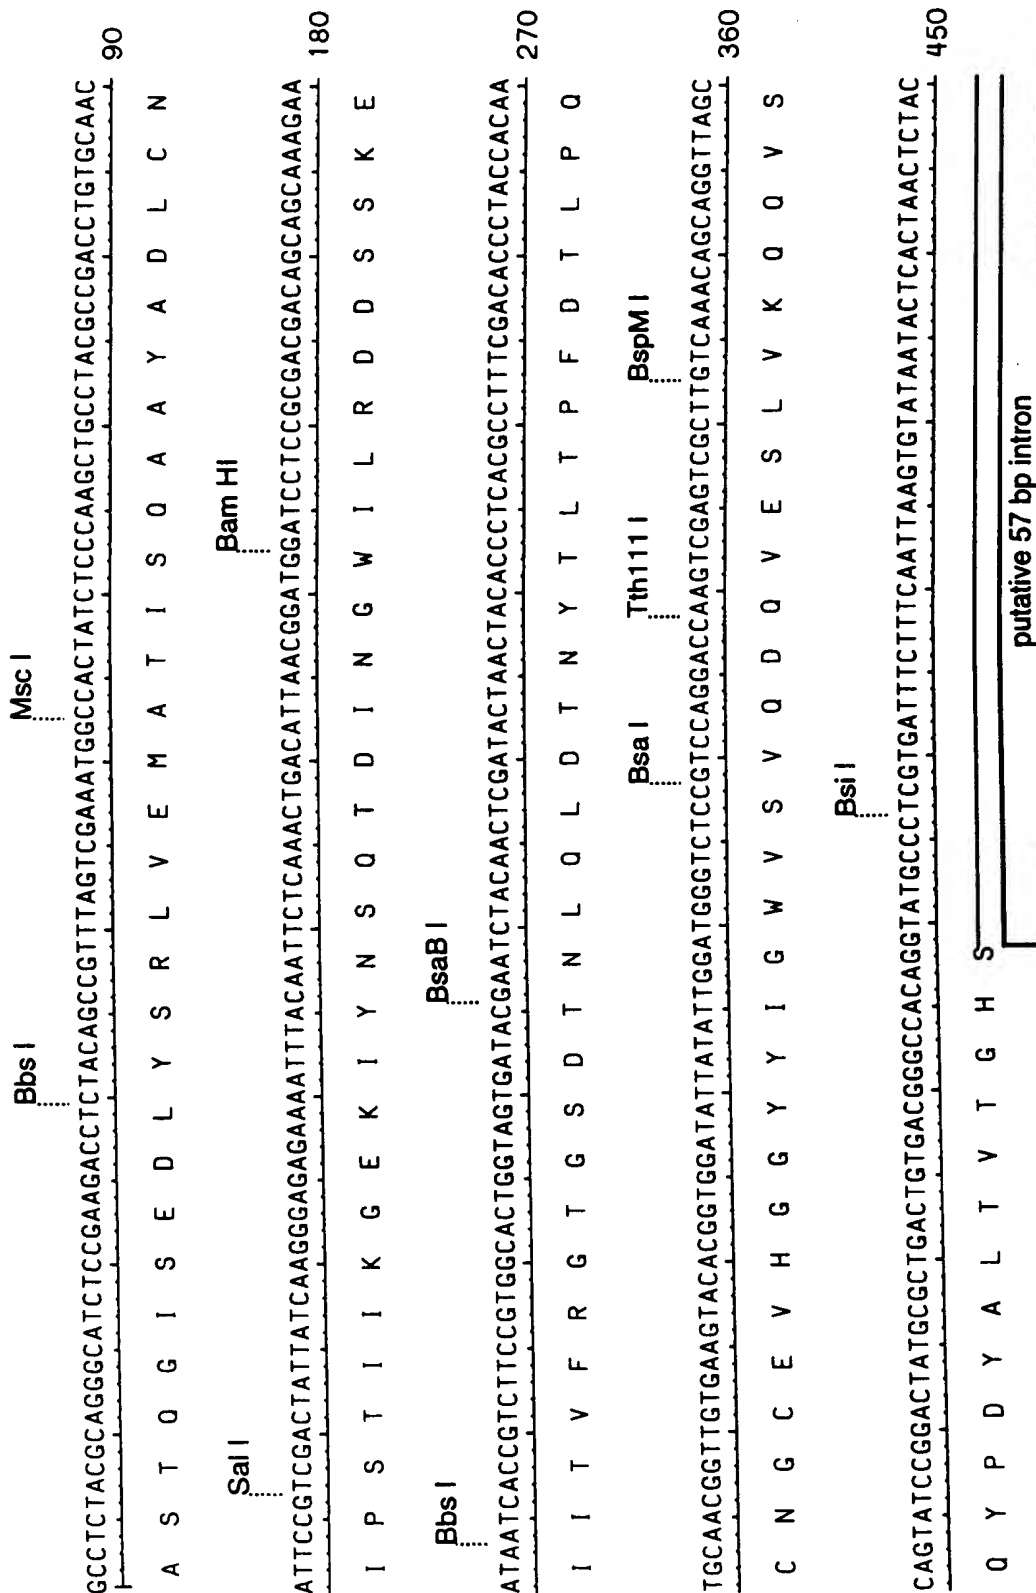 Bbs I Msc I
GCCTCTACGCAGGGCATCTCCGAAGACCTCTACAGCCGTTTAGTCGAAATGGCCACTATCTCCCAAGCTGCCTACGCCGACCTGTGCAAC
90
A S T Q G I S E D L Y S R L V E M A T I S Q A A Y A D L C N
Sal I Bam HI
ATTCCGTCGACTATTATCAAGGGAGAGAAAATTTACAATTCTCAAACTGACATTAACGGATGGATCCTCCGCGACGACAGCAGCAAAGAA
180
I P S T I I K G E K I Y N S Q T D I N G W I L R D D S S K E
Bbs I BsaB I
ATAATCACCGTCTTCCGTGGCACTGGTAGTGATACGAATCTACAACTCGATACTAACTACACCCTCACGCCTTTCGACACCCTACCACAA
270
I I T V F R G T G S D T N L Q L D T N Y T L T P F D T L P Q
Bsa I Tth111 I BspM I
TGCAACGGTTGTGAAGTACACGGTGGATATTATATTGGATGGGTCTCCGTCCAGGACCAAGTCGAGTCGCTTGTCAAACAGCAGGTTAGC
360
C N G C E V H G G Y Y I G W V S V Q D Q V E S L V K Q Q V S
Bsi I
CAGTATCCGGACTATGCGCTGACTGTGACGGGCCACAGGTATGCCCTCGTGATTTCTTTCAATTAAGTGTATAATACTCACTAACTCTAC
450
Q Y P D Y A L T V T G H S
putative 57 bp intron